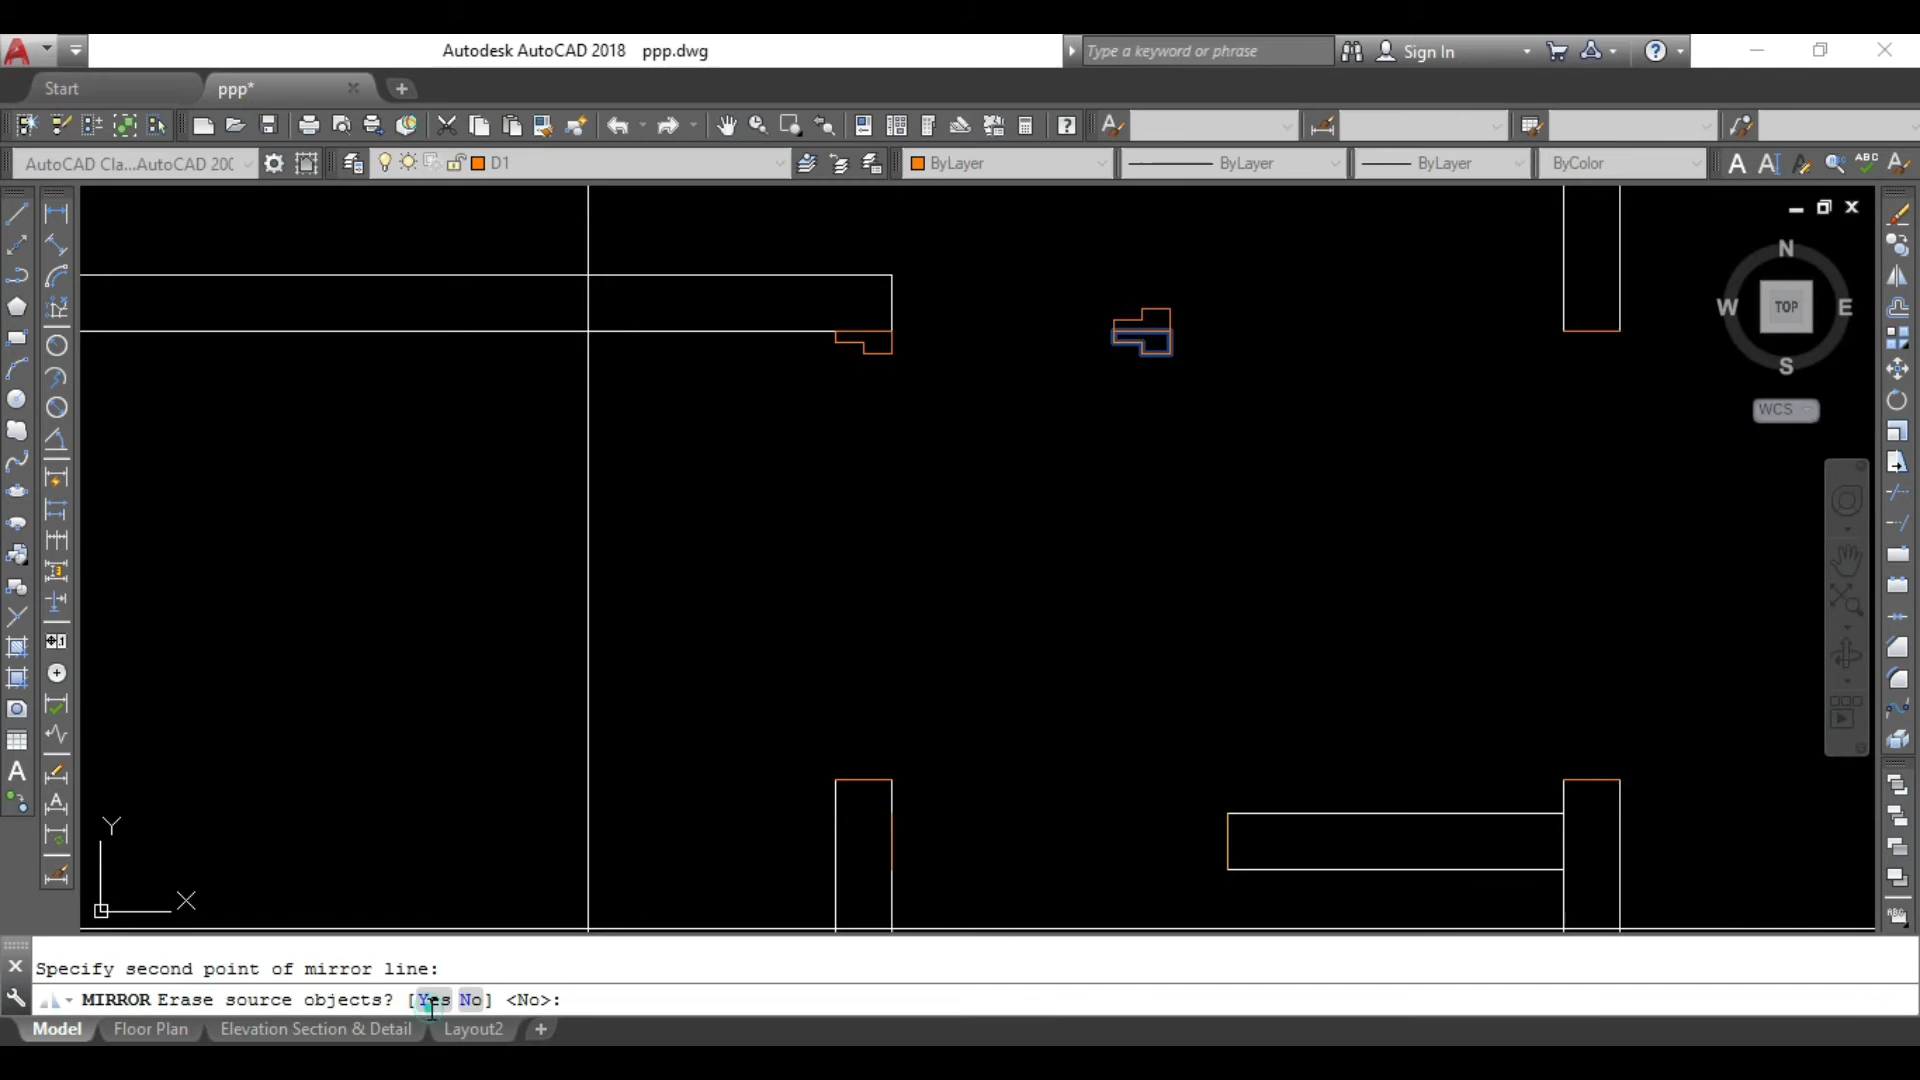 Autodesk AutoCAD 2018 ppp.dwg
Type a keyword or phrase
Sign In
Start
ppp*
AutoCAD Cla...AutoCAD 200
D1
ByLayer
ByLayer
ByLayer
ByColor
N
W TOP E
S
WCS
Y
X
Specify second point of mirror line:
MIRROR Erase source objects? [Yes No] <No>:
Model Floor Plan Elevation Section & Detail Layout2